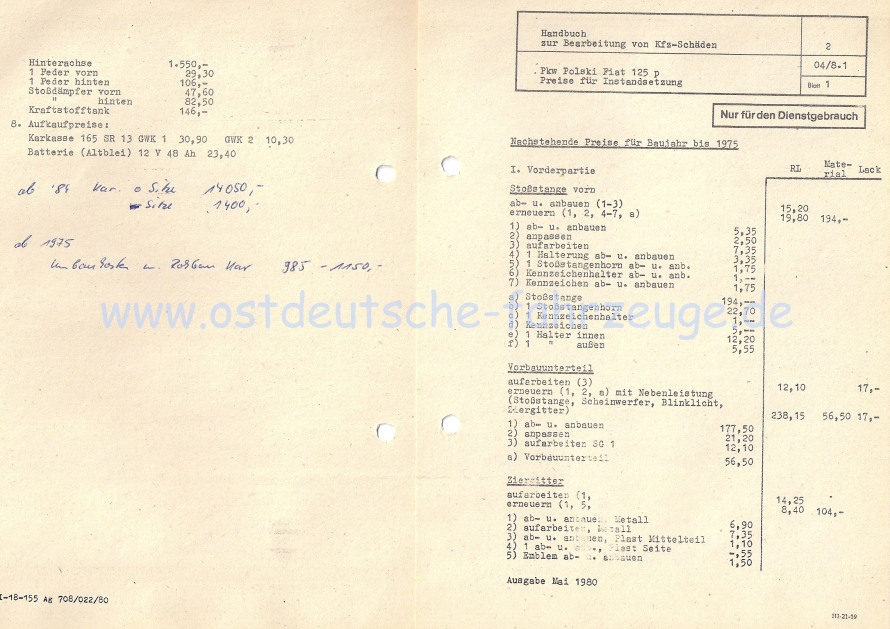 Hinterachse 1.550,-
1 Feder vorn 29,30
1 Feder hinten 106,-
Stoßdämpfer vorn 47,60
" hinten 82,50
Kraftstofftank 146,-
8. Aufkaufpreise:
Karkasse 165 SR 13 GWK 1 30,90 GWK 2 10,30
Batterie (Altblei) 12 V 48 Ah 23,40
ab '84 Kar. o Sitze 14050,-
Sitze 1400,-
ab 1975
Umbaukosten u. Rohbau Kar 985 - 1150,-
I-18-155 Ag 708/022/80
Handbuch
zur Bearbeitung von Kfz-Schäden 2
Pkw Polski Fiat 125 p 04/8.1
Preise für Instandsetzung Blatt 1
Nur für den Dienstgebrauch
Nachstehende Preise für Baujahr bis 1975
I. Vorderpartie RL Mate-rial Lack
Stoßstange vorn
ab- u. anbauen (1-3) 15,20
erneuern (1, 2, 4-7, a) 19,80 194,-
1) ab- u. anbauen 5,35
2) anpassen 2,50
3) aufarbeiten 7,35
4) 1 Halterung ab- u. anbauen 3,35
5) 1 Stoßstangenhorn ab- u. anb. 1,75
6) Kennzeichenhalter ab- u. anb. 1,--
7) Kennzeichen ab- u. anbauen 1,75
a) Stoßstange 194,--
b) 1 Stoßstangenhorn 22,70
c) 1 Kennzeichenhalter 1,--
d) Kennzeichen 5,--
e) 1 Halter innen 12,20
f) 1 " außen 5,55
www.ostdeutsche-fahrzeuge.de
Vorbauunterteil
aufarbeiten (3) 12,10 17,-
erneuern (1, 2, a) mit Nebenleistung
(Stoßstange, Scheinwerfer, Blinklicht,
Ziergitter) 238,15 56,50 17,-
1) ab- u. anbauen 177,50
2) anpassen 21,20
3) aufarbeiten SG 1 12,10
a) Vorbauunterteil 56,50
Ziergitter
aufarbeiten (1, 14,25
erneuern (1, 5, 8,40 104,-
1) ab- u. anbauen, Metall 6,90
2) aufarbeiten, Metall 7,35
3) ab- u. anbauen, Plast Mittelteil 1,10
4) 1 ab- u. anb., Plast Seite -,55
5) Emblem ab- u. anbauen 1,50
Ausgabe Mai 1980
III-21-59